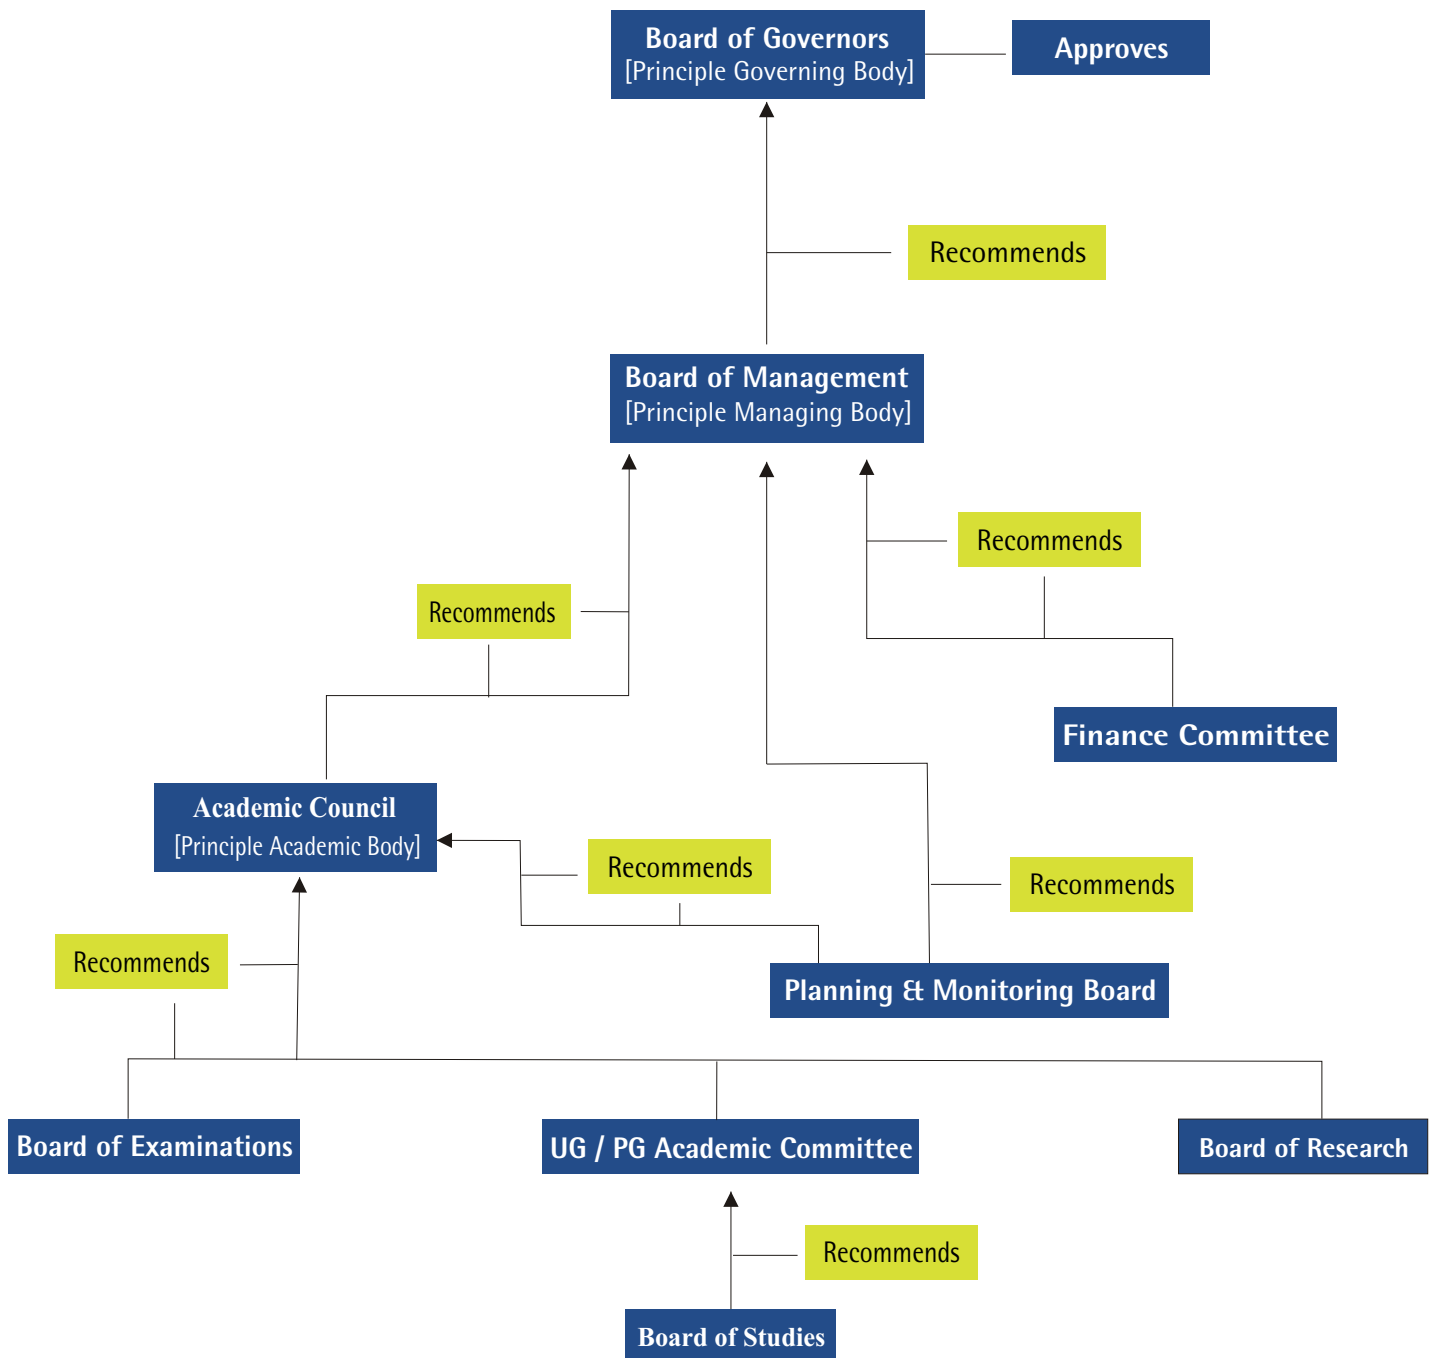 Board of Governors
[Principle Governing Body]
Approves
Recommends
Board of Management
[Principle Managing Body]
Recommends
Recommends
Finance Committee
Academic Council
[Principle Academic Body]
Recommends
Recommends
Recommends
Planning & Monitoring Board
Board of Examinations
UG / PG Academic Committee
Board of Research
Recommends
Board of Studies